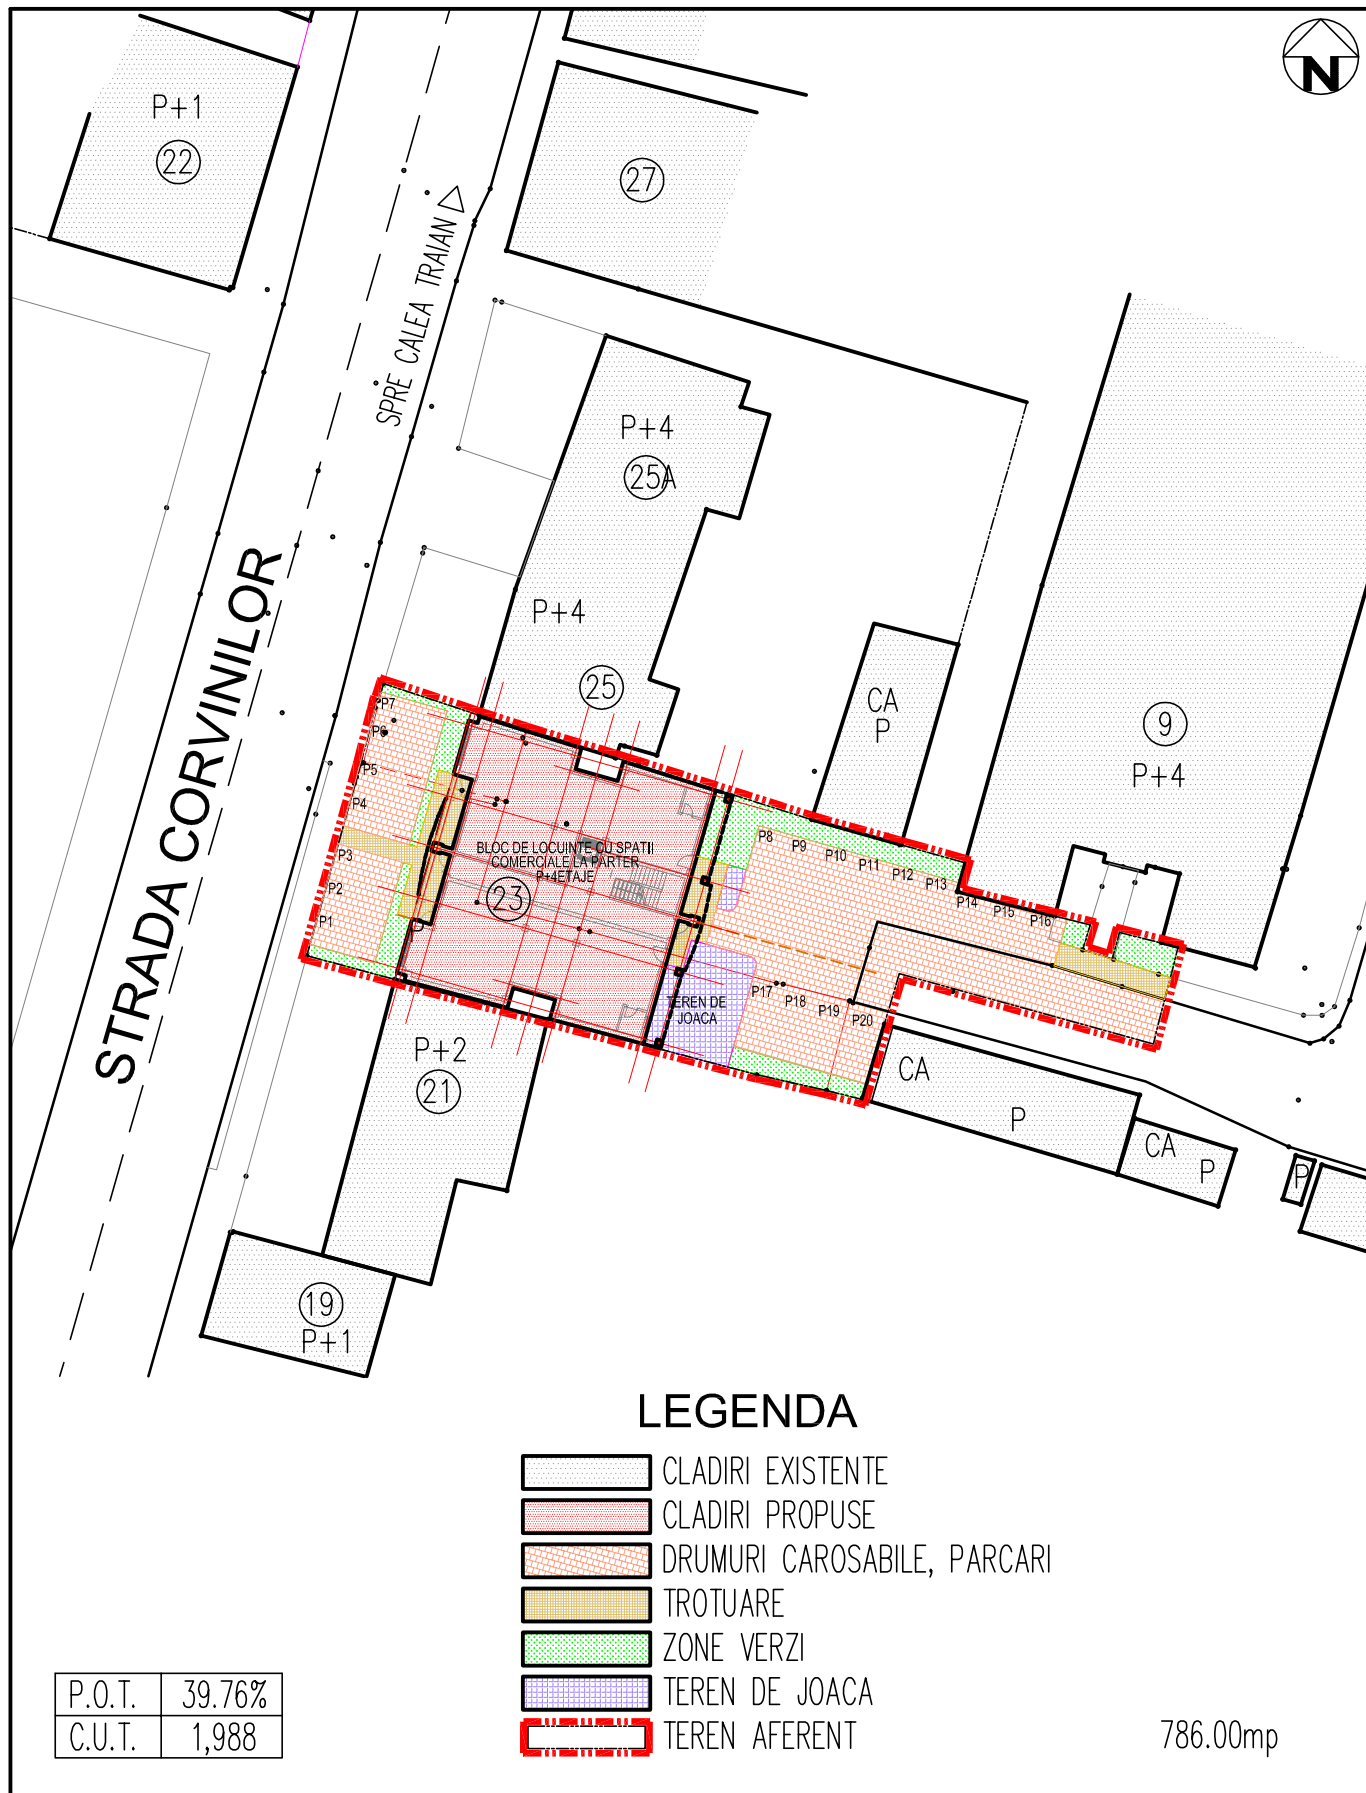 N
P+1
22
27
SPRE CALEA TRAIAN
P+4
25A
STRADA CORVINILOR
P+4
25
CA
P
9
P+4
P7
P6
P5
P4
P3
P2
P1
BLOC DE LOCUINTE CU SPATII
COMERCIALE LA PARTER
P+4ETAJE
23
P
P8
P9
P10
P11
P12
P13
P14
P15
P16
P17
P18
P19
P20
TEREN DE
JOACA
P+2
21
CA
P
CA
P
P
19
P+1
LEGENDA
CLADIRI EXISTENTE
CLADIRI PROPUSE
DRUMURI CAROSABILE, PARCARI
TROTUARE
ZONE VERZI
TEREN DE JOACA
TEREN AFERENT 786.00mp
P.O.T. 39.76%
C.U.T. 1,988